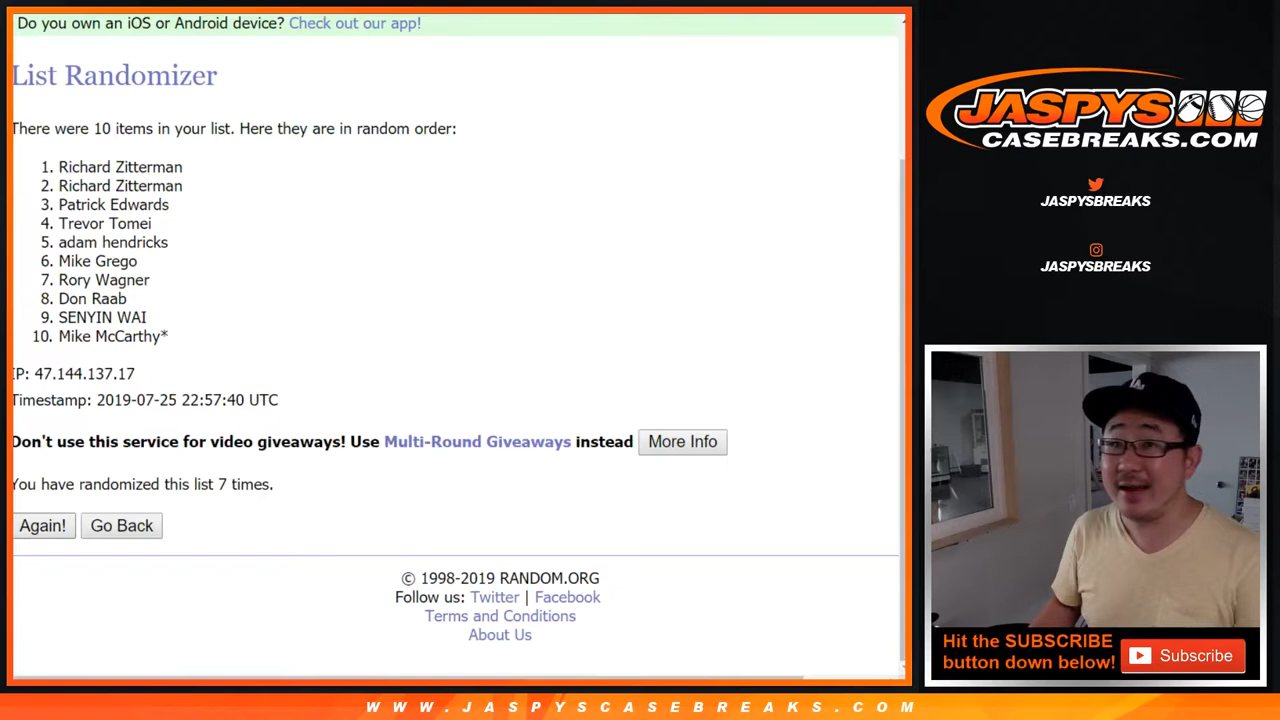 Do you own an iOS or Android device? Check out our app!
List Randomizer
There were 10 items in your list. Here they are in random order:
1. Richard Zitterman
2. Richard Zitterman
3. Patrick Edwards
4. Trevor Tomei
5. adam hendricks
6. Mike Grego
7. Rory Wagner
8. Don Raab
9. SENYIN WAI
10. Mike McCarthy*
IP: 47.144.137.17
Timestamp: 2019-07-25 22:57:40 UTC
Don't use this service for video giveaways! Use Multi-Round Giveaways instead More Info
You have randomized this list 7 times.
Again! Go Back
© 1998-2019 RANDOM.ORG
Follow us: Twitter | Facebook
Terms and Conditions
About Us
JASPYS
CASEBREAKS.COM
JASPYSBREAKS
JASPYSBREAKS
Hit the SUBSCRIBE
button down below!
Subscribe
WWW.JASPYSCASEBREAKS.COM